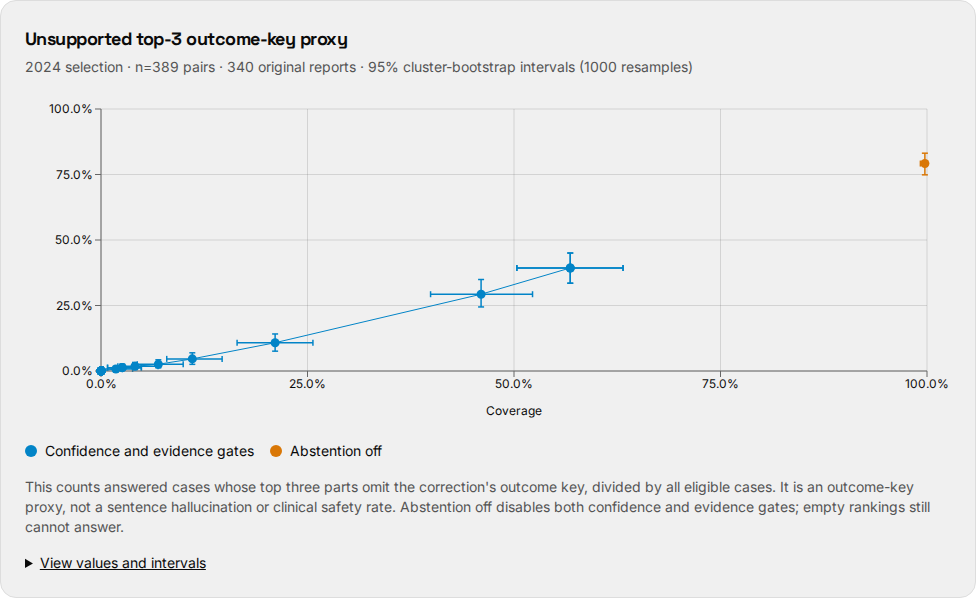 Unsupported top-3 outcome-key proxy
2024 selection · n=389 pairs · 340 original reports · 95% cluster-bootstrap intervals (1000 resamples)
100.0%
75.0%
50.0%
25.0%
0.0%
0.0% 25.0% 50.0% 75.0% 100.0%
Coverage
Confidence and evidence gates Abstention off
This counts answered cases whose top three parts omit the correction's outcome key, divided by all eligible cases. It is an outcome-key
proxy, not a sentence hallucination or clinical safety rate. Abstention off disables both confidence and evidence gates; empty rankings still
cannot answer.
View values and intervals